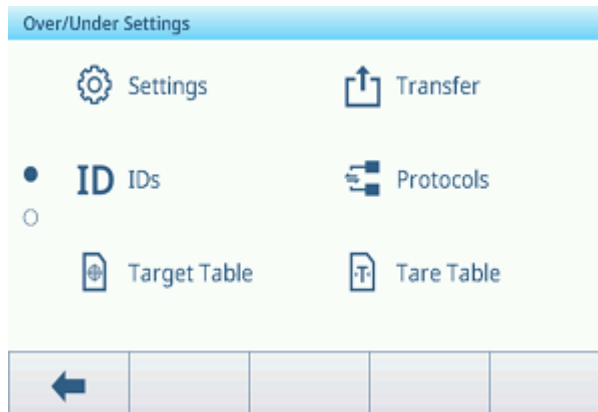 Over/Under Settings
Settings
Transfer
ID IDs
Protocols
Target Table
T Tare Table